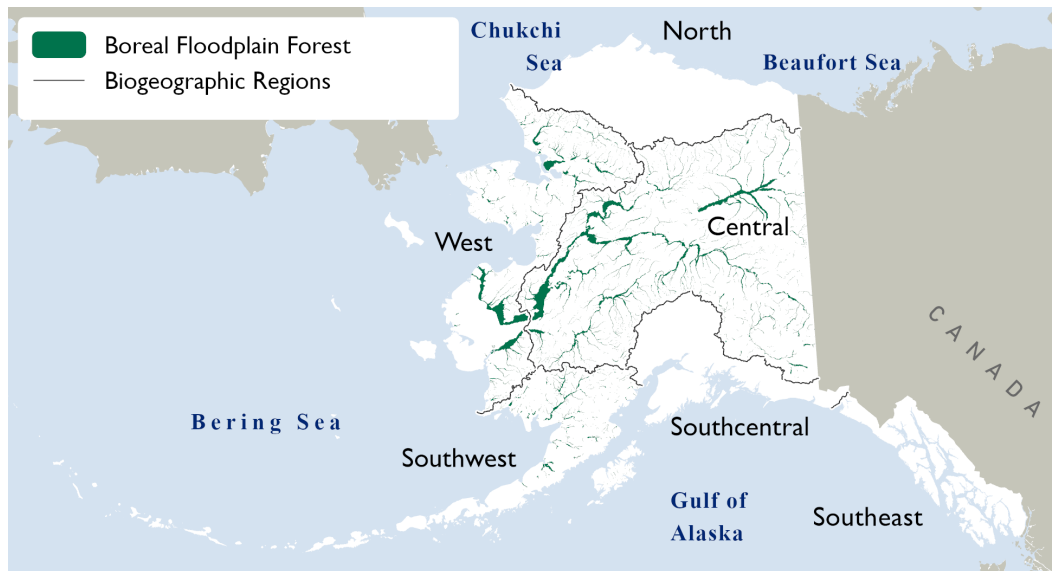 Boreal Floodplain Forest
Biogeographic Regions
Chukchi
Sea
North
Beaufort Sea
West
Central
CANADA
Bering Sea
Southwest
Southcentral
Gulf of
Alaska
Southeast